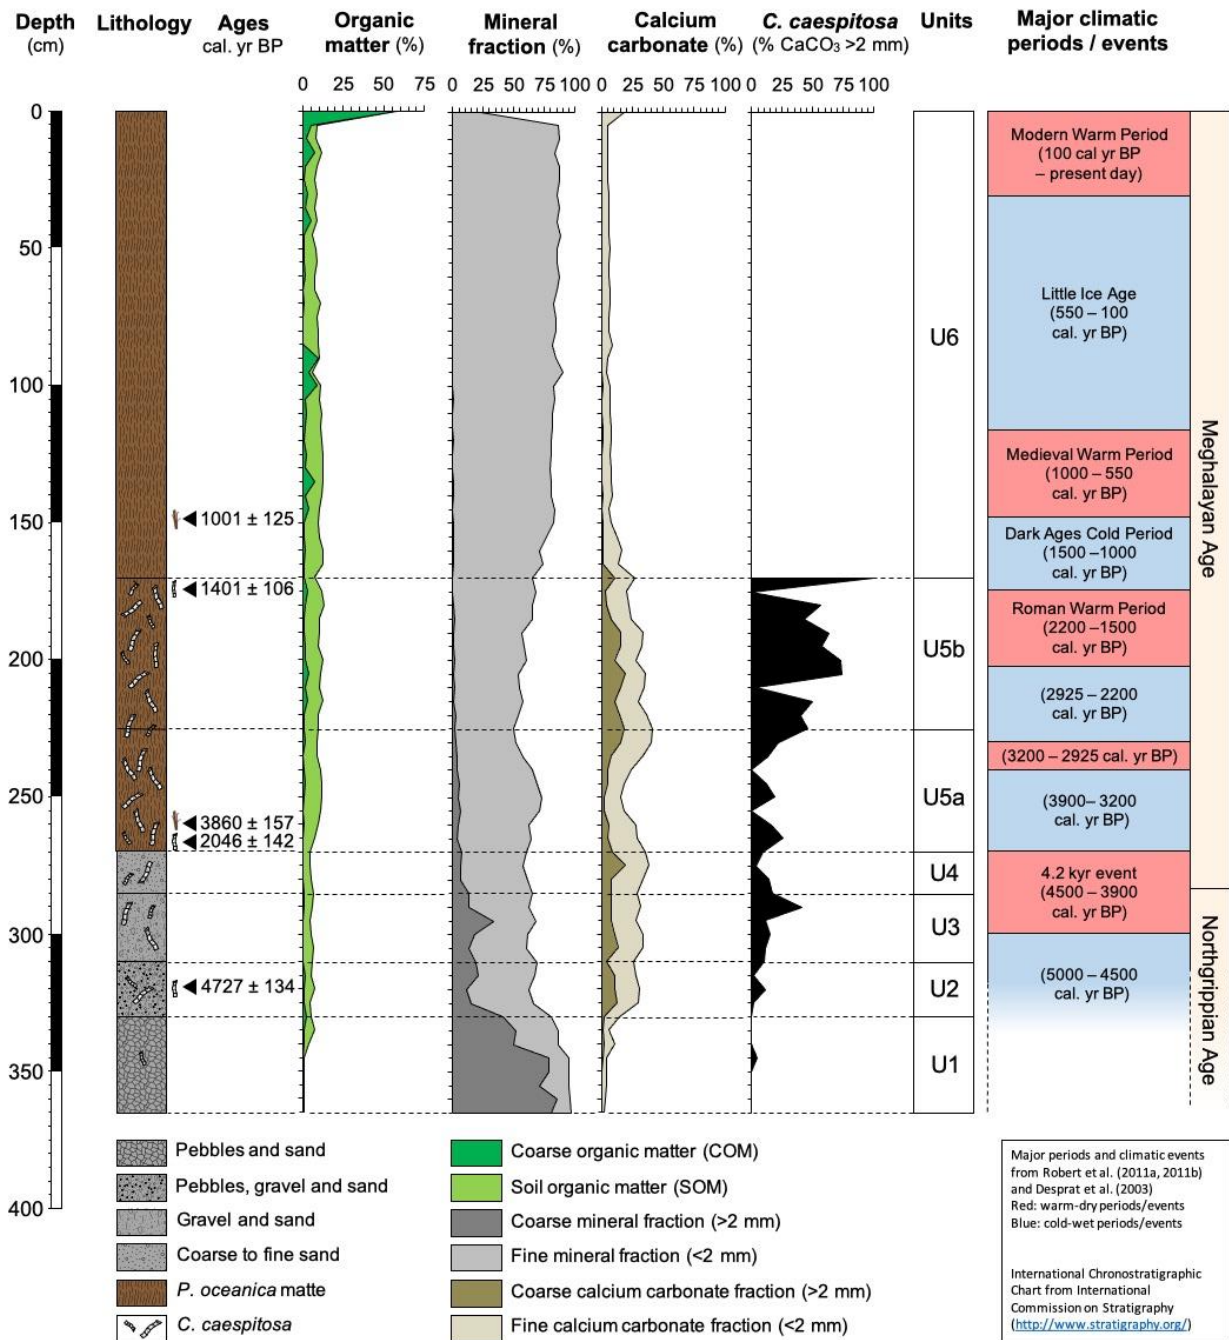 Depth Lithology Ages Organic Mineral Calcium C. caespitosa Units Major climatic
(cm) cal. yr BP matter (%) fraction (%) carbonate (%) (% CaCO₃ >2 mm) periods / events
0 25 50 75 0 25 50 75 100 0 25 50 75 100 0 25 50 75 100
0
Modern Warm Period
(100 cal yr BP
– present day)
50
Little Ice Age
(550 – 100
cal. yr BP)
U6
100
Medieval Warm Period
(1000 – 550
cal. yr BP)
150
1001 ± 125
Dark Ages Cold Period
(1500 –1000
cal. yr BP)
1401 ± 106
Roman Warm Period
(2200 –1500
cal. yr BP)
200
U5b
(2925 – 2200
cal. yr BP)
(3200 – 2925 cal. yr BP)
250
U5a
(3900– 3200
cal. yr BP)
3860 ± 157
2046 ± 142
U4
4.2 kyr event
(4500 – 3900
cal. yr BP)
300
U3
4727 ± 134
U2
(5000 – 4500
cal. yr BP)
350
U1
400
Meghalayan Age
Northgrippian Age
Pebbles and sand
Pebbles, gravel and sand
Gravel and sand
Coarse to fine sand
P. oceanica matte
C. caespitosa
Coarse organic matter (COM)
Soil organic matter (SOM)
Coarse mineral fraction (>2 mm)
Fine mineral fraction (<2 mm)
Coarse calcium carbonate fraction (>2 mm)
Fine calcium carbonate fraction (<2 mm)
Major periods and climatic events
from Robert et al. (2011a, 2011b)
and Desprat et al. (2003)
Red: warm-dry periods/events
Blue: cold-wet periods/events
International Chronostratigraphic
Chart from International
Commission on Stratigraphy
(http://www.stratigraphy.org/)